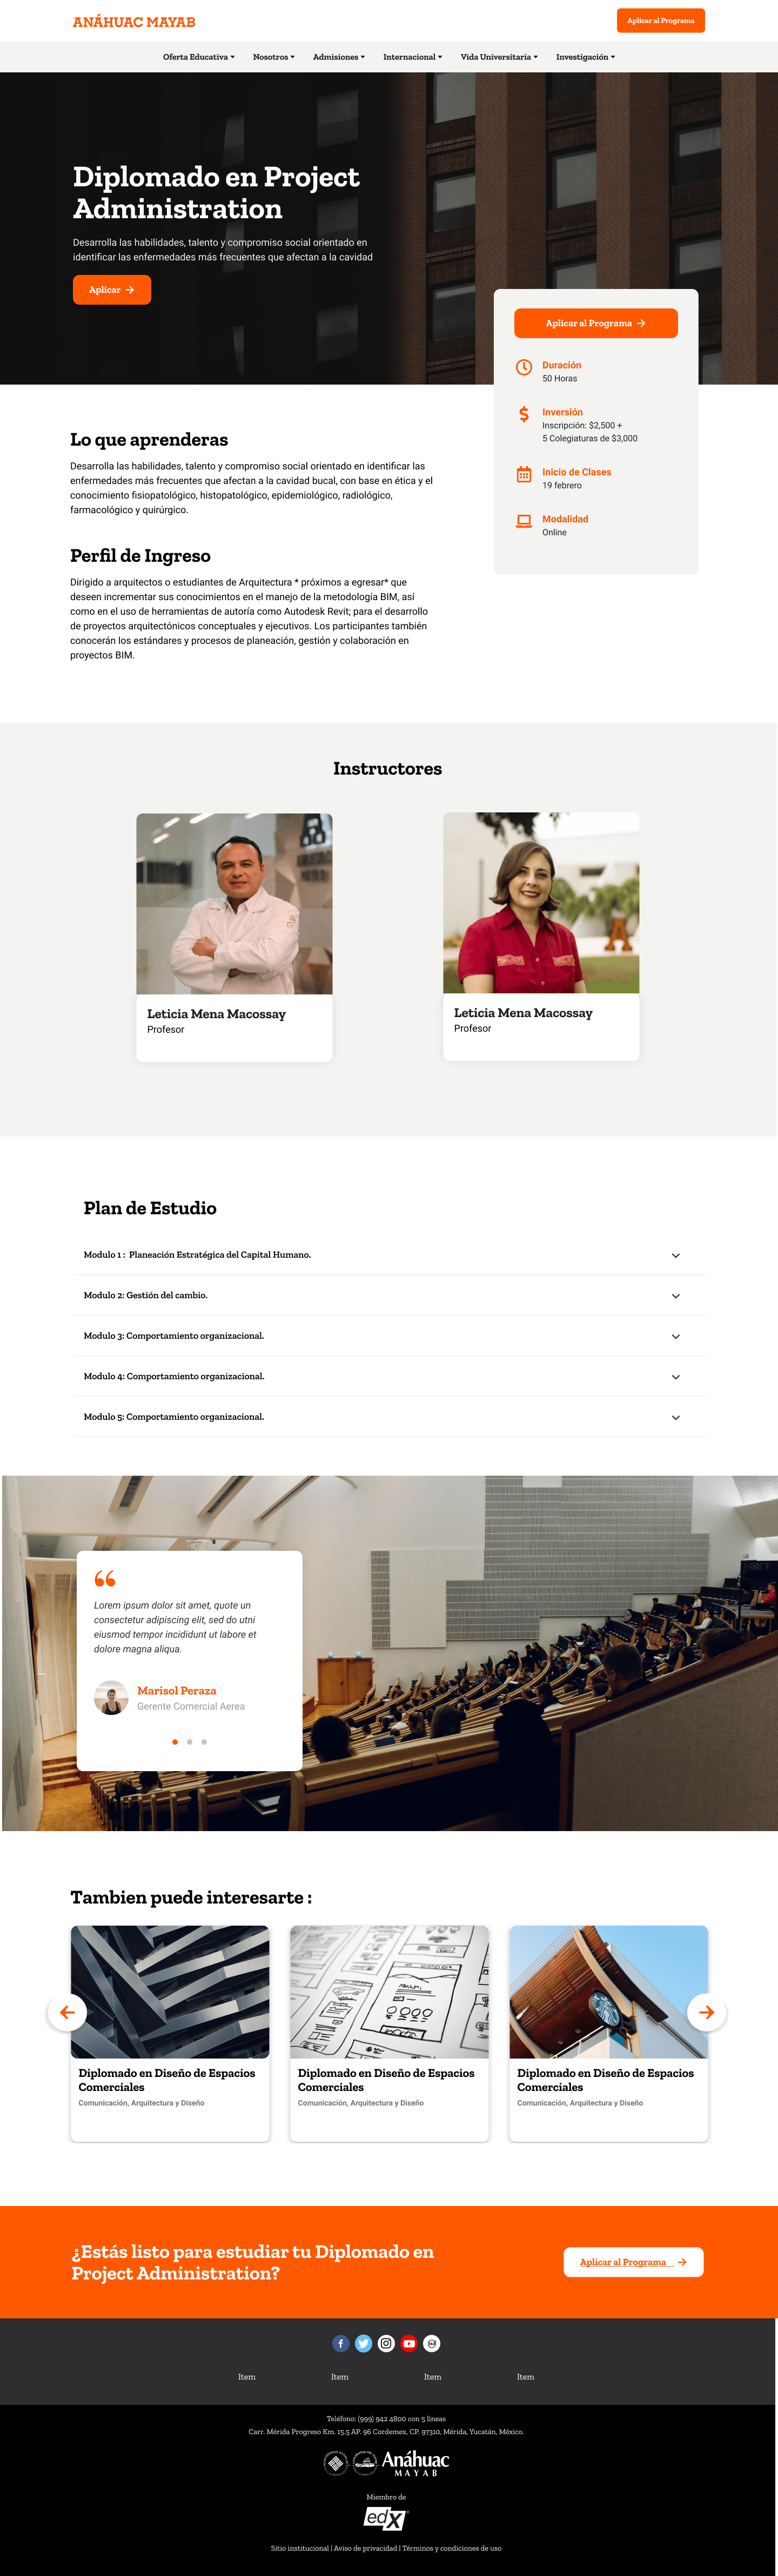 ANÁHUAC MAYAB
Aplicar al Programa
Oferta Educativa
Nosotros
Admisiones
Internacional
Vida Universitaria
Investigación
Diplomado en Project
Administration
Desarrolla las habilidades, talento y compromiso social orientado en
identificar las enfermedades más frecuentes que afectan a la cavidad
Aplicar
Aplicar al Programa
Duración
50 Horas
Inversión
Inscripción: $2,500 +
5 Colegiaturas de $3,000
Inicio de Clases
19 febrero
Modalidad
Online
Lo que aprenderas
Desarrolla las habilidades, talento y compromiso social orientado en identificar las
enfermedades más frecuentes que afectan a la cavidad bucal, con base en ética y el
conocimiento fisiopatológico, histopatológico, epidemiológico, radiológico,
farmacológico y quirúrgico.
Perfil de Ingreso
Dirigido a arquitectos o estudiantes de Arquitectura * próximos a egresar* que
deseen incrementar sus conocimientos en el manejo de la metodología BIM, así
como en el uso de herramientas de autoría como Autodesk Revit; para el desarrollo
de proyectos arquitectónicos conceptuales y ejecutivos. Los participantes también
conocerán los estándares y procesos de planeación, gestión y colaboración en
proyectos BIM.
Instructores
Leticia Mena Macossay
Profesor
Leticia Mena Macossay
Profesor
Plan de Estudio
Modulo 1 :  Planeación Estratégica del Capital Humano.
Modulo 2: Gestión del cambio.
Modulo 3: Comportamiento organizacional.
Modulo 4: Comportamiento organizacional.
Modulo 5: Comportamiento organizacional.
Lorem ipsum dolor sit amet, quote un
consectetur adipiscing elit, sed do utni
eiusmod tempor incididunt ut labore et
dolore magna aliqua.
Marisol Peraza
Gerente Comercial Aerea
Tambien puede interesarte :
Diplomado en Diseño de Espacios
Comerciales
Comunicación, Arquitectura y Diseño
Diplomado en Diseño de Espacios
Comerciales
Comunicación, Arquitectura y Diseño
Diplomado en Diseño de Espacios
Comerciales
Comunicación, Arquitectura y Diseño
¿Estás listo para estudiar tu Diplomado en
Project Administration?
Aplicar al Programa
Item
Item
Item
Item
Teléfono: (999) 942 4800 con 5 líneas
Carr. Mérida Progreso Km. 15.5 AP. 96 Cordemex, CP. 97310, Mérida, Yucatán, México.
Anáhuac
MAYAB
Miembro de
edX
Sitio institucional | Aviso de privacidad | Términos y condiciones de uso